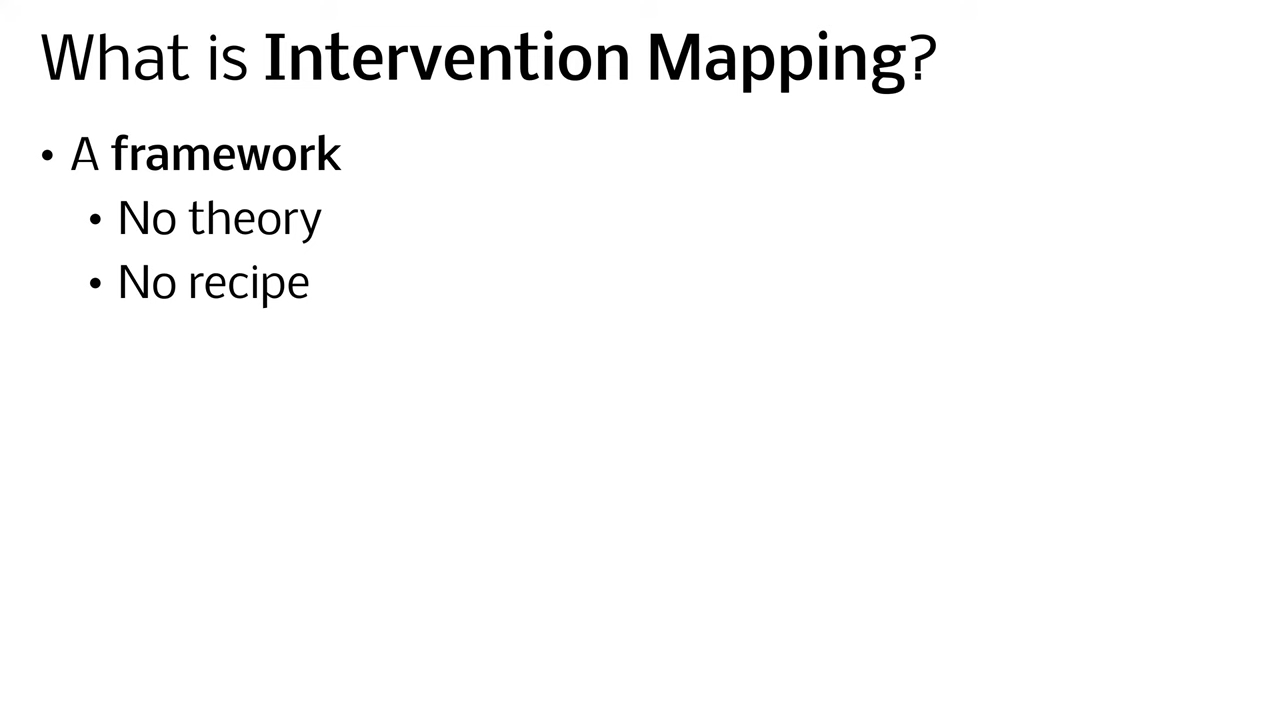 What is Intervention Mapping?
• A framework
• No theory
• No recipe